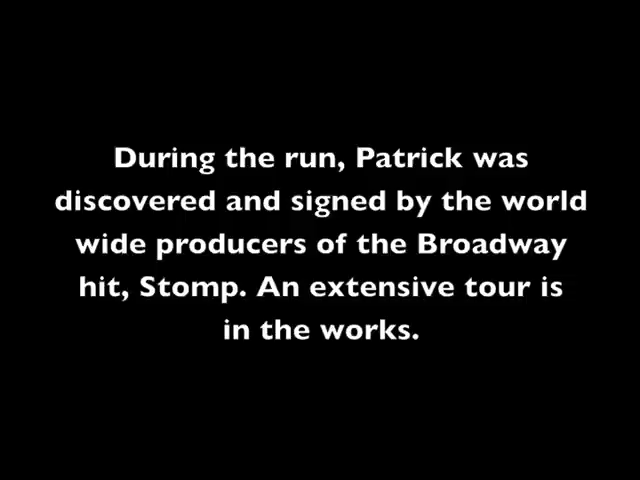 During the run, Patrick was
discovered and signed by the world
wide producers of the Broadway
hit, Stomp. An extensive tour is
in the works.